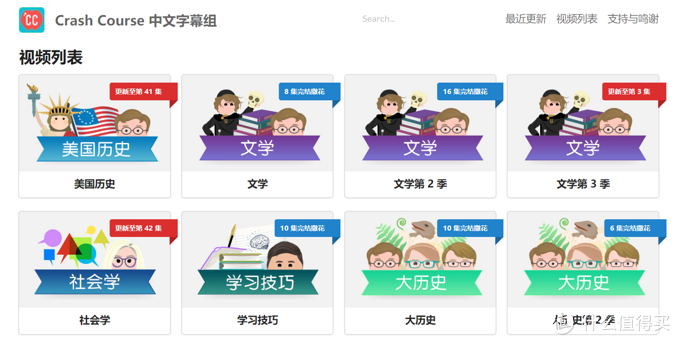 CC
Crash Course 中文字幕组
Search...
最近更新 视频列表 支持与鸣谢
视频列表
更新至第 41 集
8 集完结撒花
16 集完结撒花
更新至第 3 集
美国历史
文学
文学
文学
美国历史
文学
文学第 2 季
文学第 3 季
更新至第 42 集
10 集完结撒花
10 集完结撒花
6 集完结撒花
社会学
学习技巧
大历史
大历史
社会学
学习技巧
大历史
史第 2 季
值 什么值得买